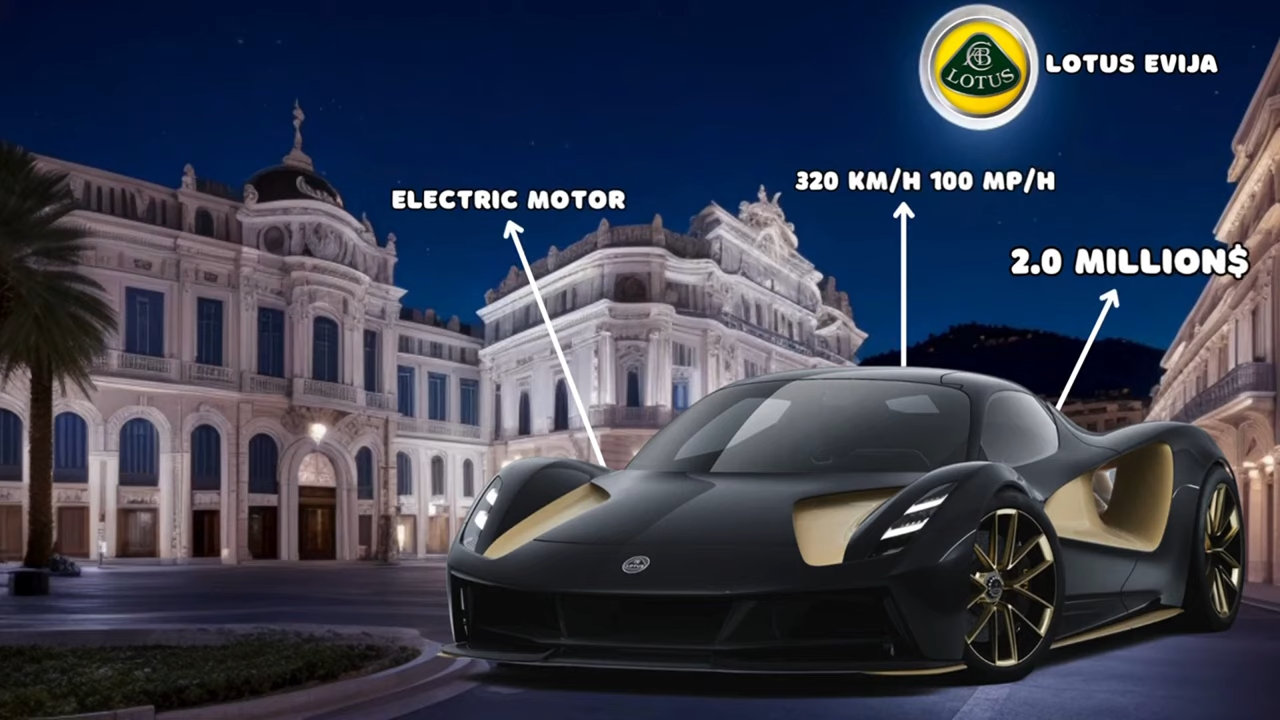 LOTUS
LOTUS EVIJA
320 KM/H 100 MP/H
ELECTRIC MOTOR
2.0 MILLION$